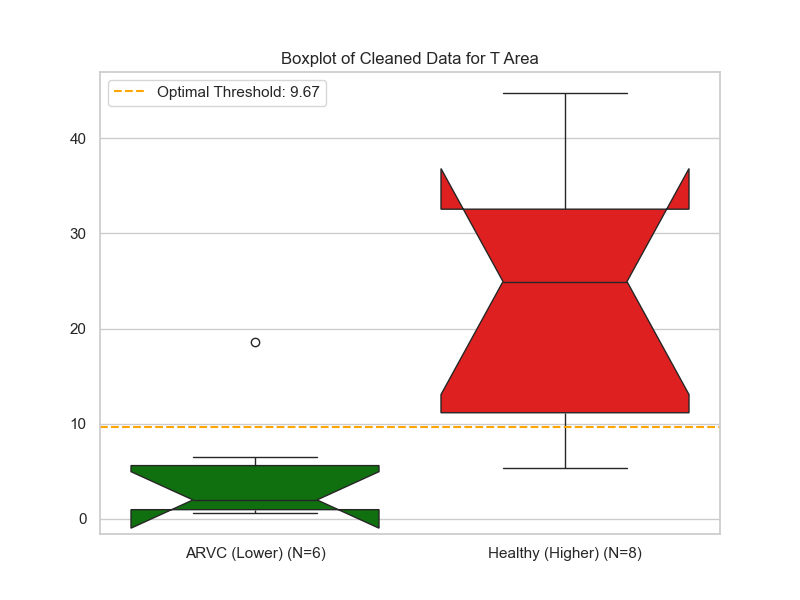 Boxplot of Cleaned Data for T Area
Optimal Threshold: 9.67
40
30
20
10
0
ARVC (Lower) (N=6)
Healthy (Higher) (N=8)